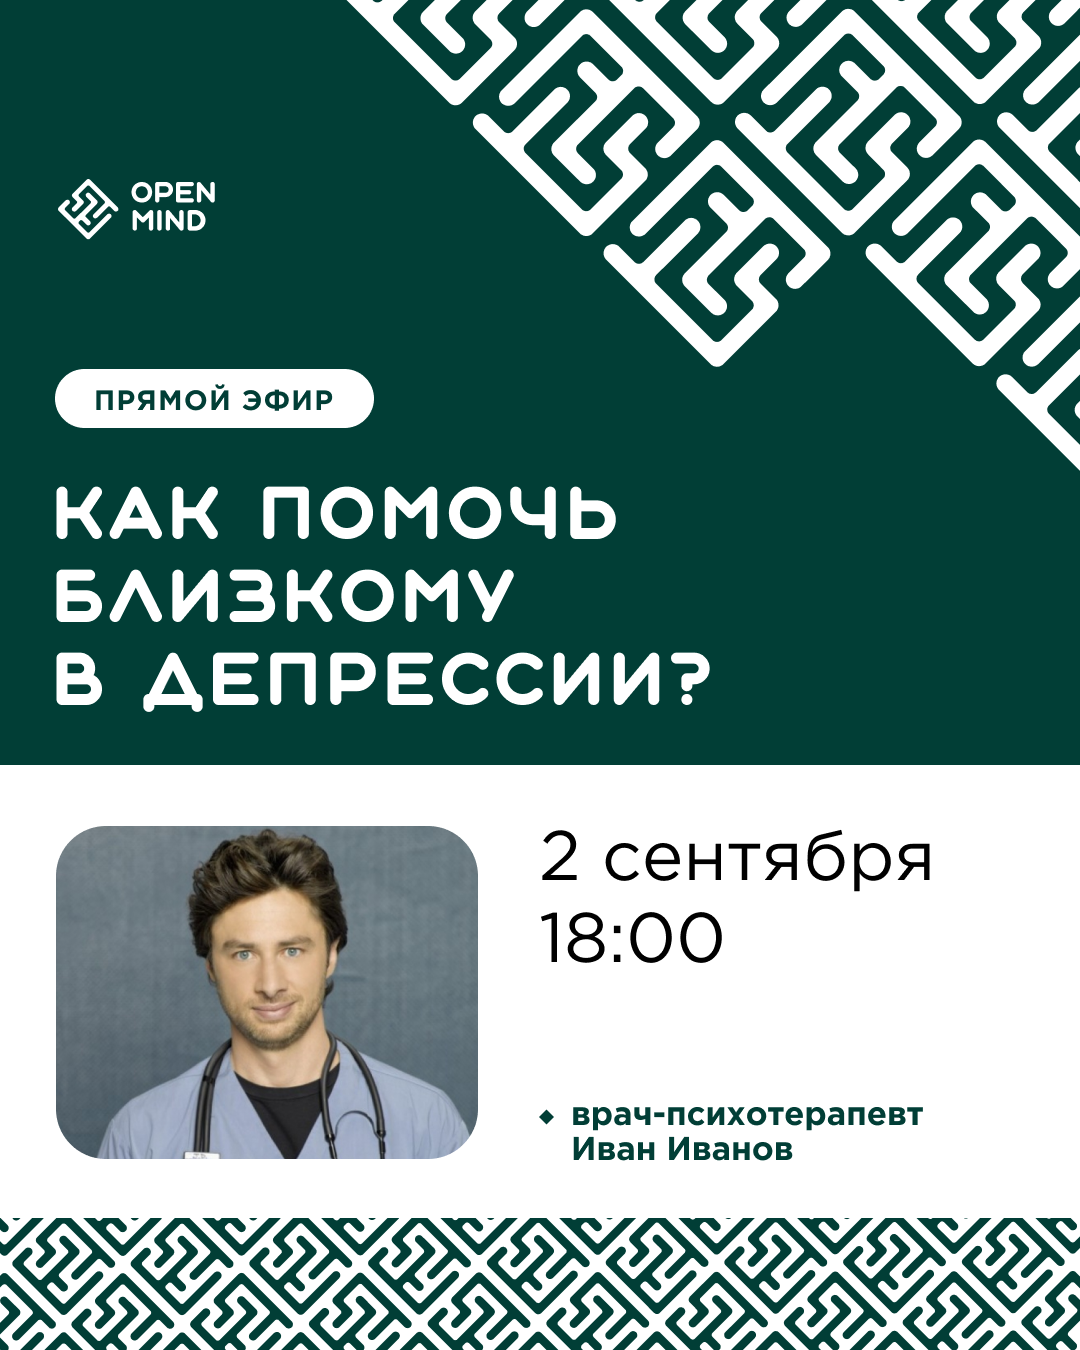 OPEN
MIND
ПРЯМОЙ ЭФИР
КАК ПОМОЧЬ
БЛИЗКОМУ
В ДЕПРЕССИИ?
2 сентября
18:00
врач-психотерапевт
Иван Иванов